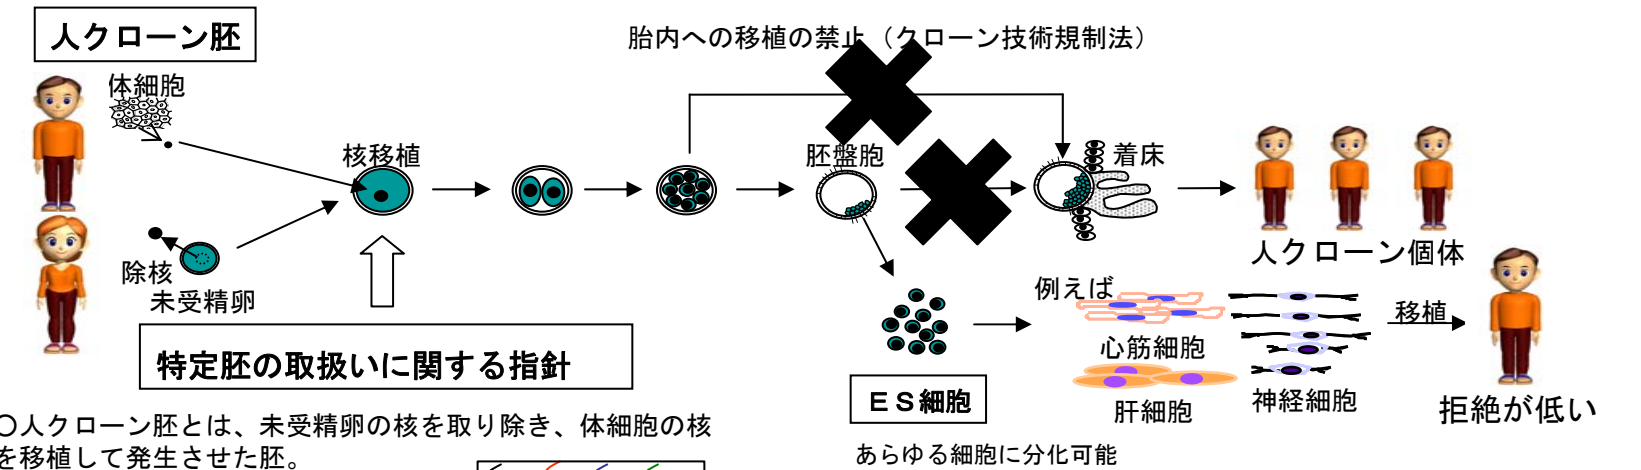 人クローン胚
胎内への移植の禁止（クローン技術規制法）
体細胞
核移植
胚盤胞
着床
除核
未受精卵
人クローン個体
例えば
移植
心筋細胞
特定胚の取扱いに関する指針
ＥＳ細胞
肝細胞
神経細胞
拒絶が低い
〇人クローン胚とは、未受精卵の核を取り除き、体細胞の核
を移植して発生させた胚。
あらゆる細胞に分化可能